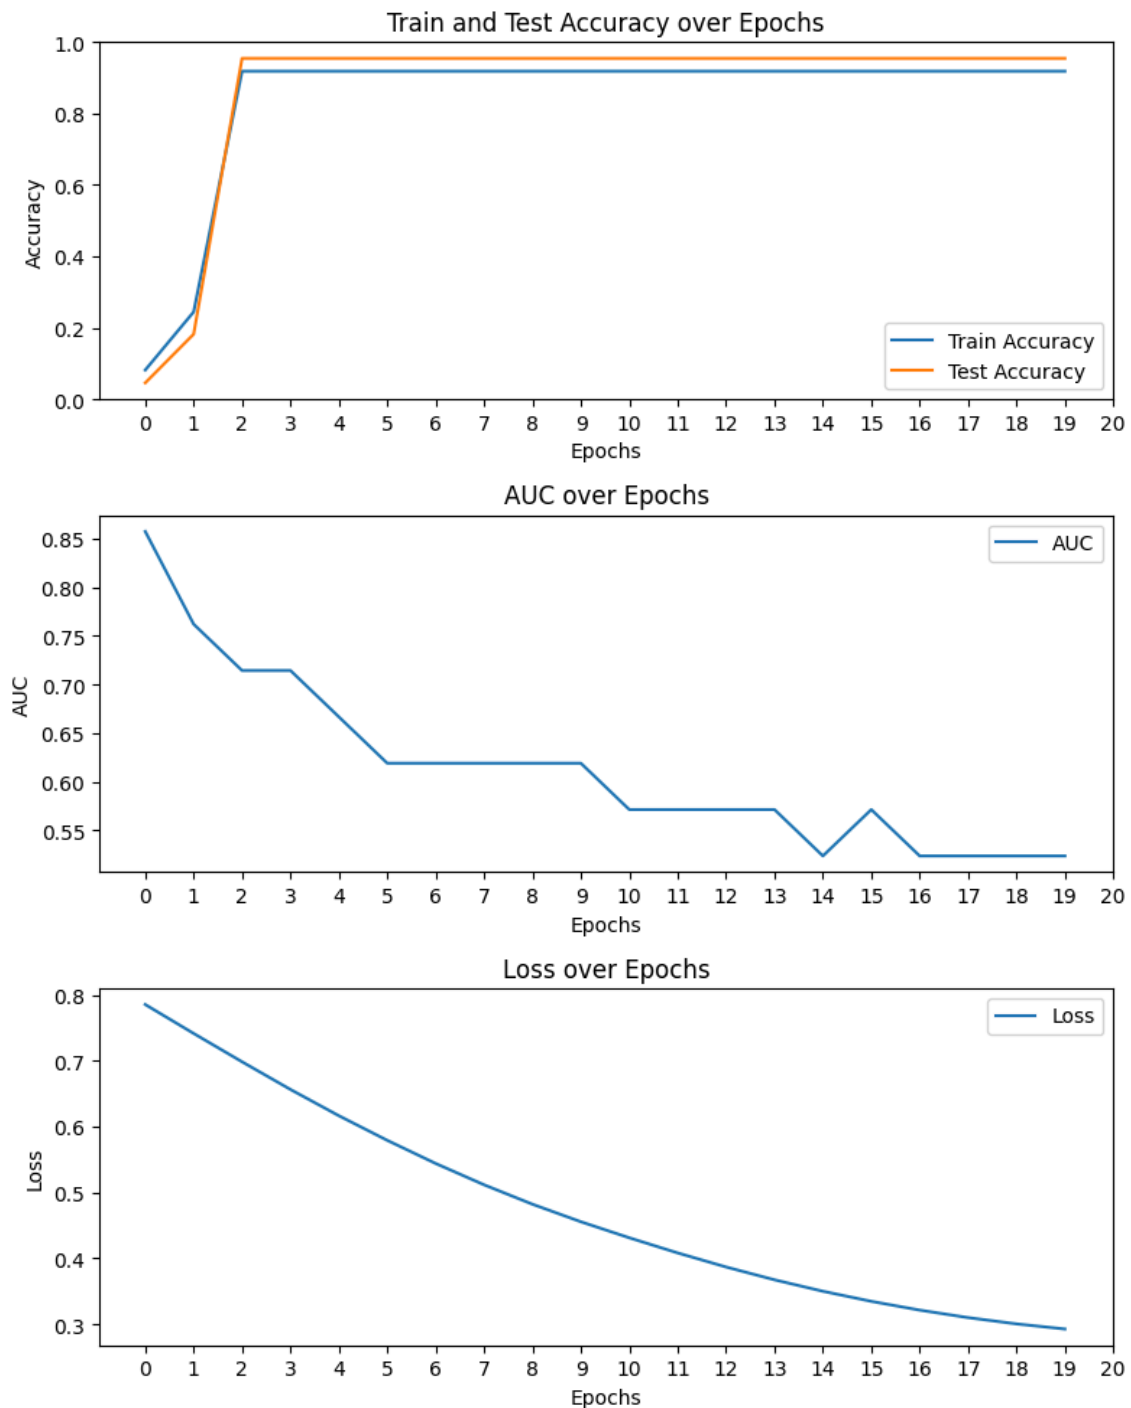 Train and Test Accuracy over Epochs
1.0
0.8
0.6
0.4
0.2
0.0
Accuracy
Train Accuracy
Test Accuracy
0 1 2 3 4 5 6 7 8 9 10 11 12 13 14 15 16 17 18 19 20
Epochs
AUC over Epochs
0.85
0.80
0.75
0.70
0.65
0.60
0.55
AUC
AUC
0 1 2 3 4 5 6 7 8 9 10 11 12 13 14 15 16 17 18 19 20
Epochs
Loss over Epochs
0.8
0.7
0.6
0.5
0.4
0.3
Loss
Loss
0 1 2 3 4 5 6 7 8 9 10 11 12 13 14 15 16 17 18 19 20
Epochs